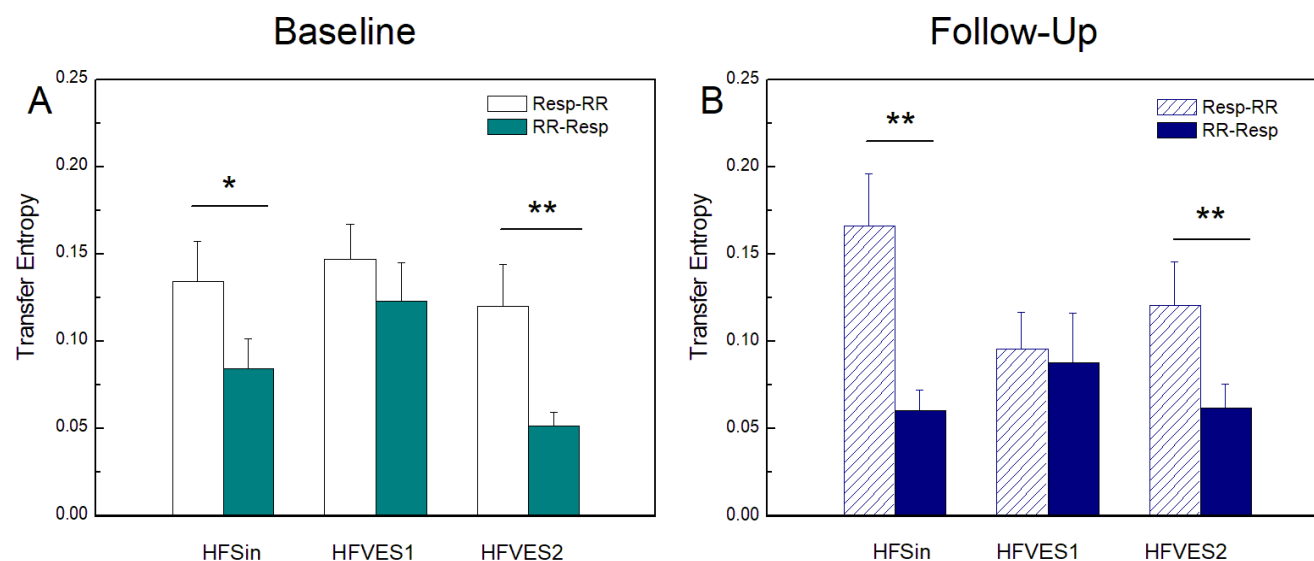 Baseline
A
Resp-RR
RR-Resp
0.25
0.20
0.15
0.10
0.05
0.00
Transfer Entropy
*
**
HFSin HFVES1 HFVES2
Follow-Up
B
Resp-RR
RR-Resp
0.25
0.20
0.15
0.10
0.05
0.00
Transfer Entropy
**
**
HFSin HFVES1 HFVES2